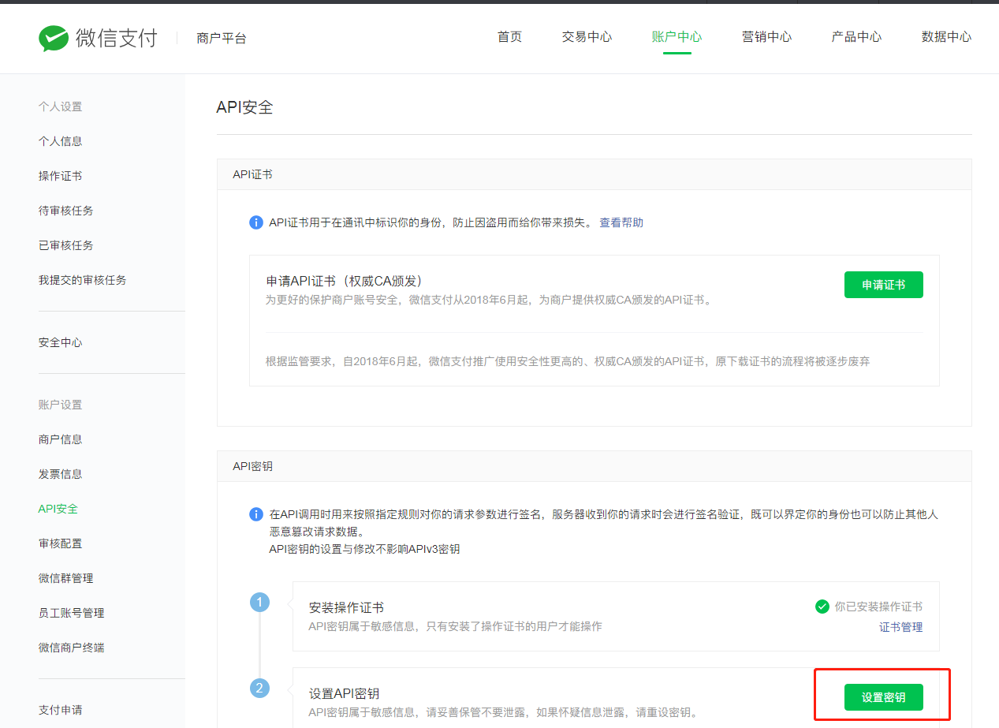 微信支付 商户平台 首页 交易中心 账户中心 营销中心 产品中心 数据中心
个人设置
个人信息
操作证书
待审核任务
已审核任务
我提交的审核任务
安全中心
账户设置
商户信息
发票信息
API安全
审核配置
微信群管理
员工账号管理
微信商户终端
支付申请
API安全
API证书
API证书用于在通讯中标识你的身份，防止因盗用而给你带来损失。 查看帮助
申请API证书（权威CA颁发）
申请证书
为更好的保护商户账号安全，微信支付从2018年6月起，为商户提供权威CA颁发的API证书。
根据监管要求，自2018年6月起，微信支付推广使用安全性更高的、权威CA颁发的API证书，原下载证书的流程将被逐步废弃
API密钥
在API调用时用来按照指定规则对你的请求参数进行签名，服务器收到你的请求时会进行签名验证，既可以界定你的身份也可以防止其他人
恶意篡改请求数据。
API密钥的设置与修改不影响APIv3密钥
1
安装操作证书
你已安装操作证书
API密钥属于敏感信息，只有安装了操作证书的用户才能操作
证书管理
2
设置API密钥
设置密钥
API密钥属于敏感信息，请妥善保管不要泄露，如果怀疑信息泄露，请重设密钥。